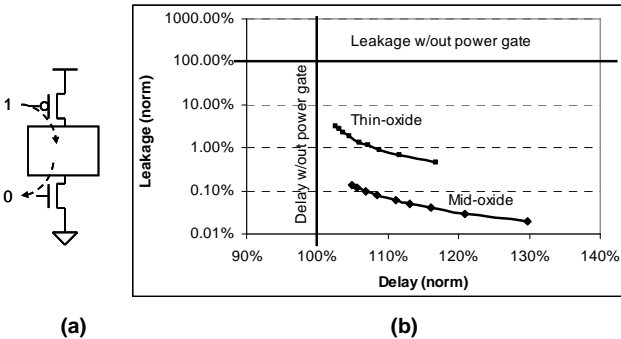 1
0
(a)
1000.00%
100.00%
10.00%
1.00%
0.10%
0.01%
Leakage (norm)
Leakage w/out power gate
Delay w/out power gate
Thin-oxide
Mid-oxide
90%
100%
110%
120%
130%
140%
Delay (norm)
(b)